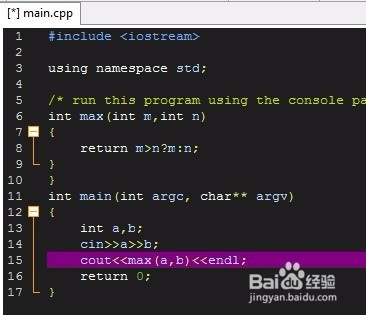 [*] main.cpp
1 #include <iostream>
2
3 using namespace std;
4
5 /* run this program using the console pa
6 int max(int m,int n)
7 {
8 return m>n?m:n;
9 }
10 }
11 int main(int argc, char** argv)
12 {
13 int a,b;
14 cin>>a>>b;
15 cout<<max(a,b)<<endl;
16 return 0;
17 }
Baidu经验
jingyan.baidu.com